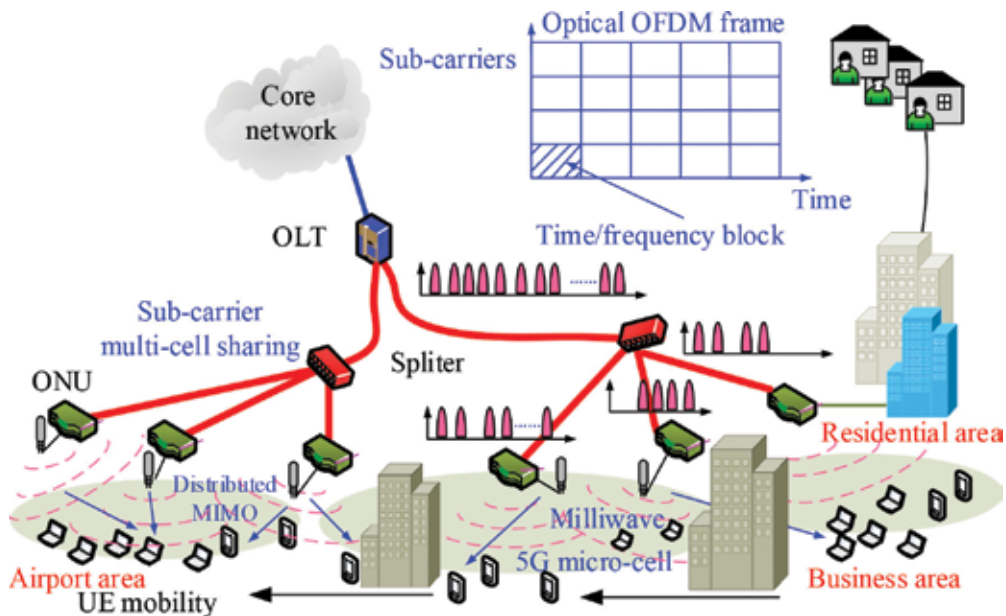 Optical OFDM frame
Sub-carriers
Core
network
Time
OLT
Time/frequency block
Sub-carrier
multi-cell sharing
Spliter
ONU
Residential area
Distributed
MIMO
Milliwave
5G micro-cell
Airport area
Business area
UE mobility